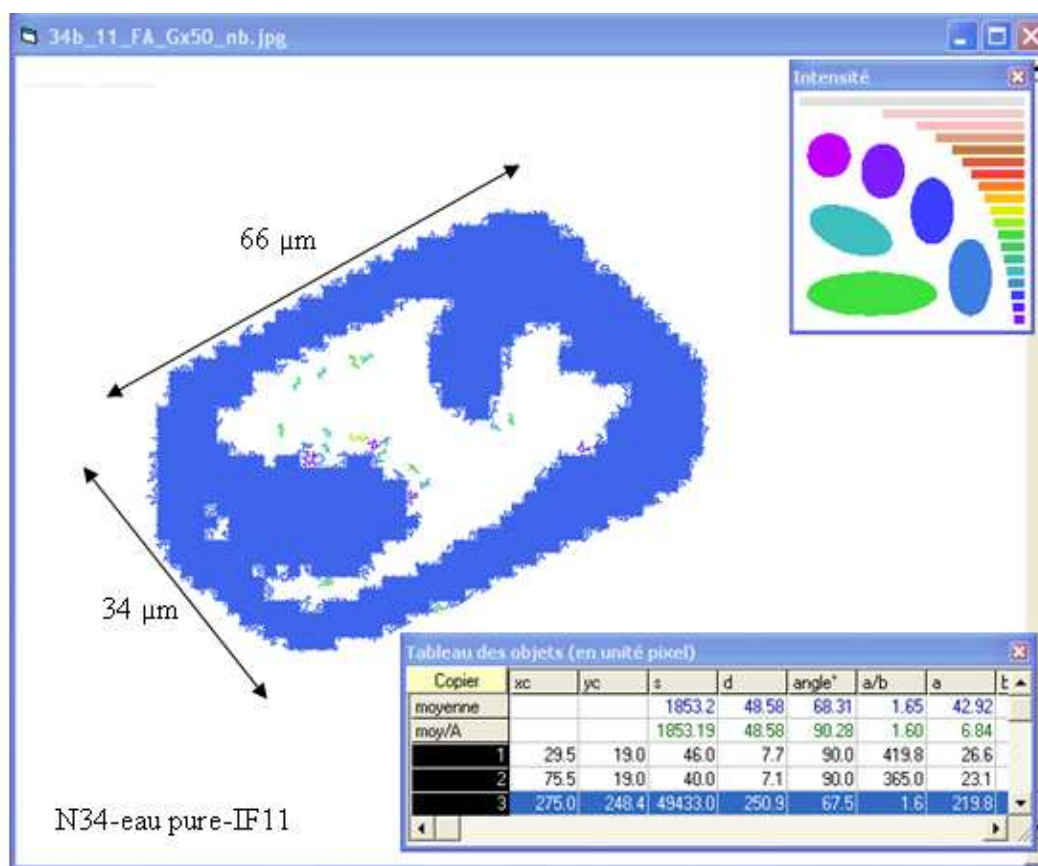 34b_11_FA_Gx50_nb.jpg
Intensité
66 µm
34 µm
Tableau des objets (en unité pixel)
Copier xc yc s d angle° a/b a
moyenne 1853.2 48.58 68.31 1.65 42.92
moy/A 1853.19 48.58 90.28 1.60 6.84
1 29.5 19.0 46.0 7.7 90.0 419.8 26.6
2 75.5 19.0 40.0 7.1 90.0 365.0 23.1
3 275.0 248.4 49433.0 250.9 67.5 1.6 219.8
N34-eau pure-IF11